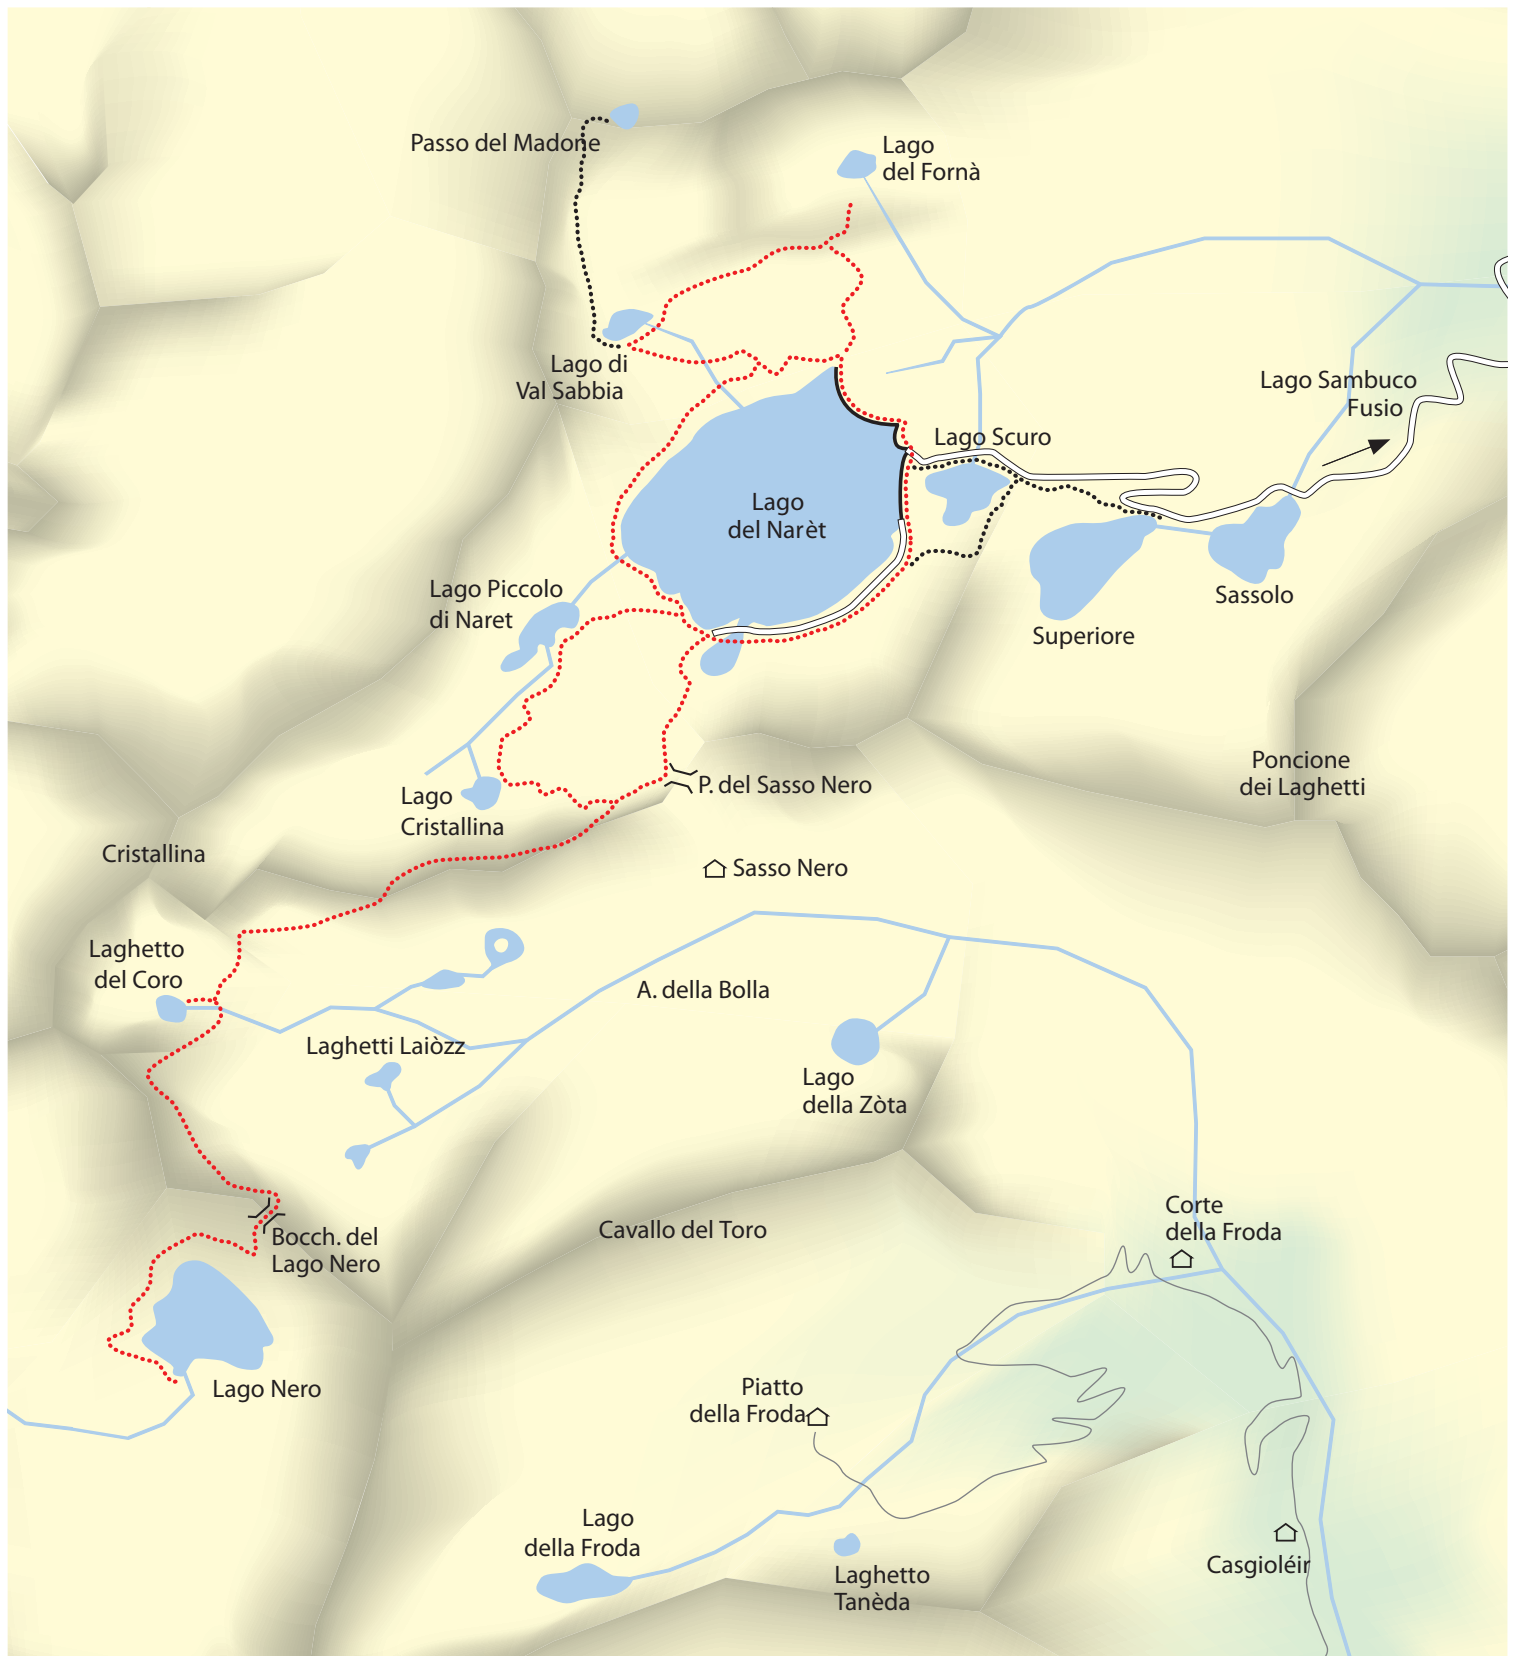 Passo del Madone
Lago
del Fornà
Lago di
Val Sabbia
Lago Sambuco
Fusio
Lago Scuro
Lago
del Narèt
Lago Piccolo
di Naret
Sassolo
Superiore
Poncione
dei Laghetti
P. del Sasso Nero
Lago
Cristallina
Cristallina
Sasso Nero
Laghetto
del Coro
A. della Bolla
Laghetti Laiòzz
Lago
della Zòta
Corte
della Froda
Cavallo del Toro
Bocch. del
Lago Nero
Lago Nero
Piatto
della Froda
Lago
della Froda
Casgioléir
Laghetto
Tanèda